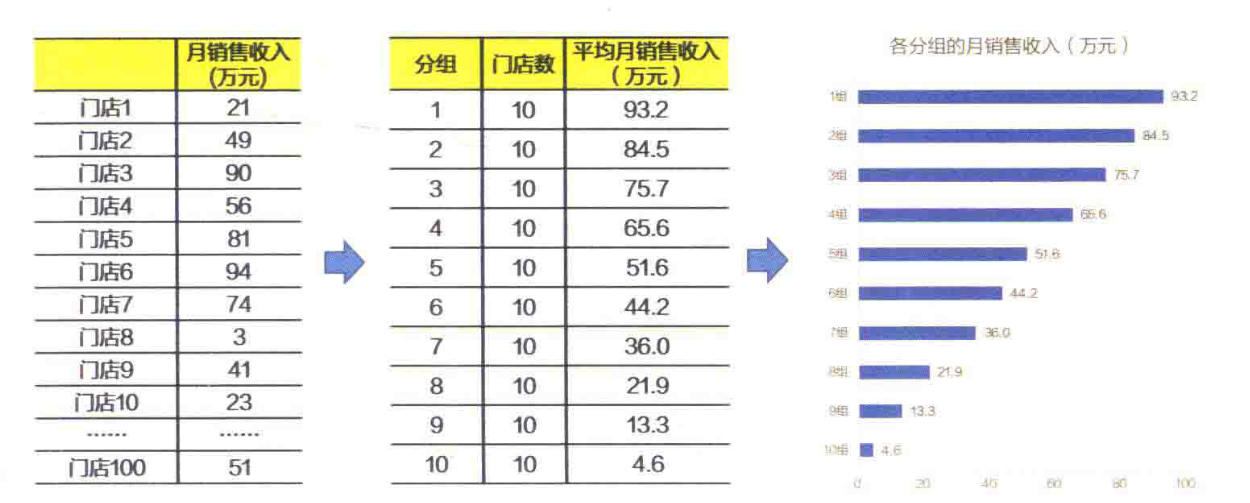 月销售收入
(万元)
门店1 21
门店2 49
门店3 90
门店4 56
门店5 81
门店6 94
门店7 74
门店8 3
门店9 41
门店10 23
...... ......
门店100 51
分组 门店数 平均月销售收入
（万元）
1 10 93.2
2 10 84.5
3 10 75.7
4 10 65.6
5 10 51.6
6 10 44.2
7 10 36.0
8 10 21.9
9 10 13.3
10 10 4.6
各分组的月销售收入（万元）
1组 93.2
2组 84.5
3组 75.7
4组 65.6
5组 51.6
6组 44.2
7组 36.0
8组 21.9
9组 13.3
10组 4.6
0 20 40 60 80 100